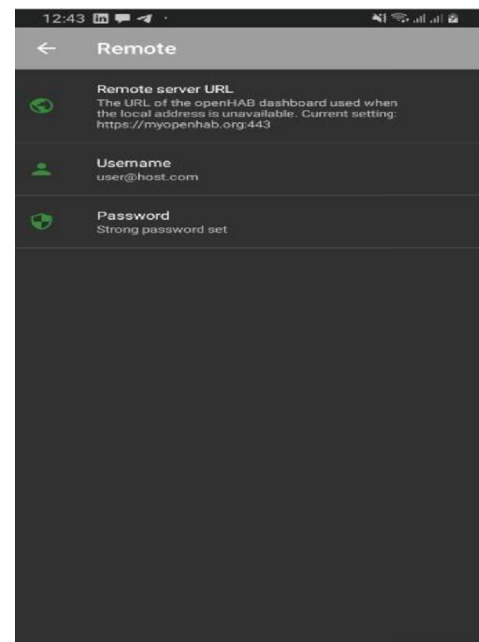 12:43
Remote
Remote server URL
The URL of the openHAB dashboard used when
the local address is unavailable. Current setting:
https://myopenhab.org:443
Username
user@host.com
Password
Strong password set